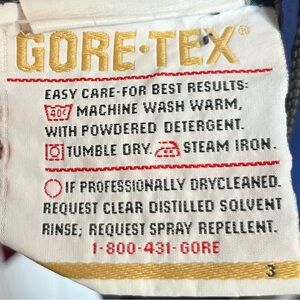 GORE·TEX®
EASY CARE-FOR BEST RESULTS:
40c MACHINE WASH WARM,
WITH POWDERED DETERGENT.
TUMBLE DRY. STEAM IRON.
IF PROFESSIONALLY DRYCLEANED.
REQUEST CLEAR DISTILLED SOLVENT
RINSE; REQUEST SPRAY REPELLENT.
1-800-431-GORE
3